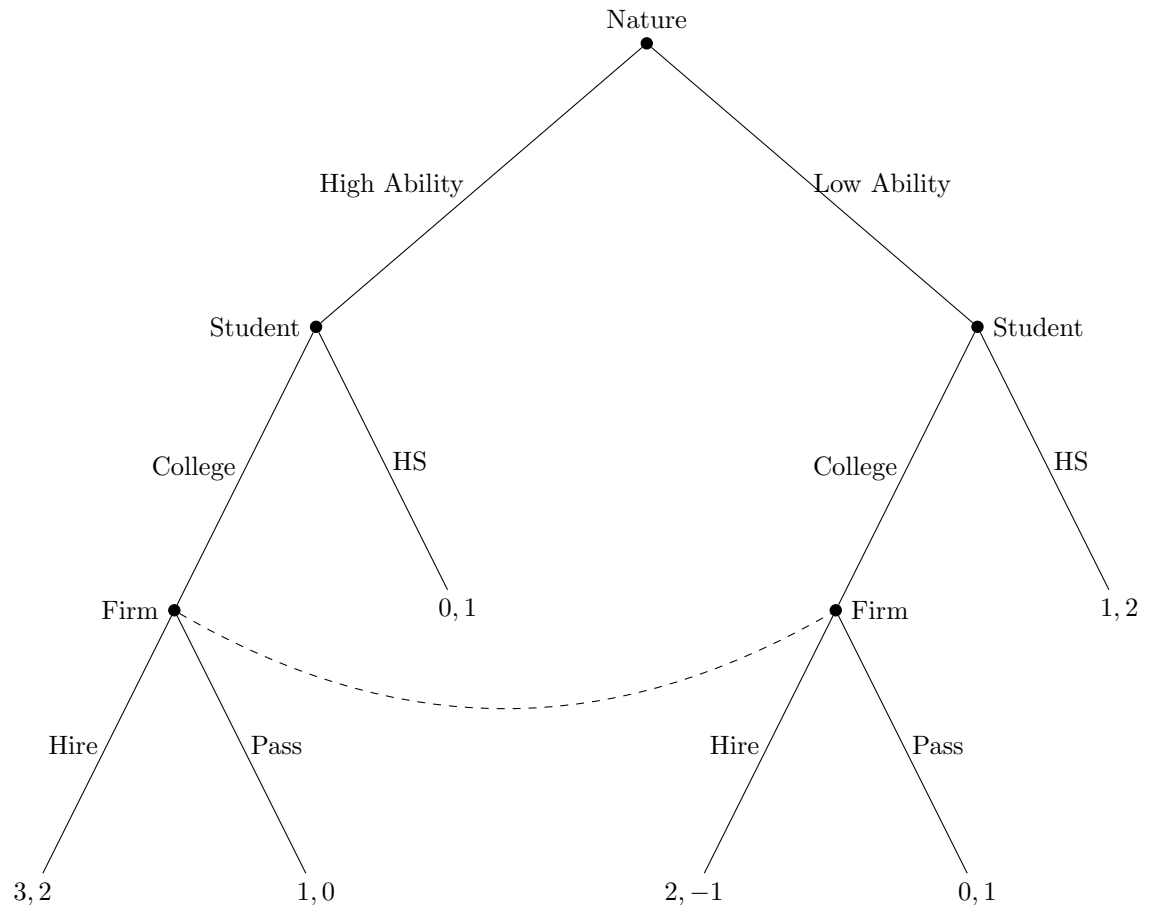 Nature
High Ability
Low Ability
Student
Student
College
HS
College
HS
Firm
0, 1
Firm
1, 2
Hire
Pass
Hire
Pass
3, 2
1, 0
2, −1
0, 1